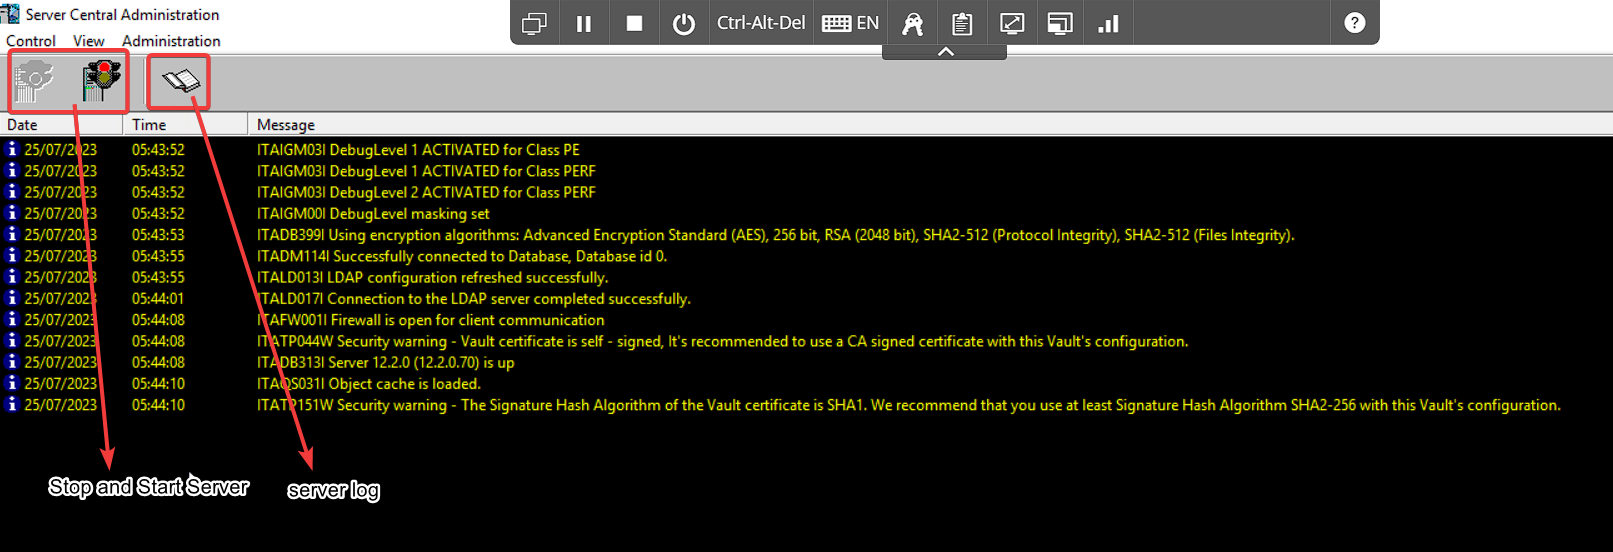 Server Central Administration
Ctrl-Alt-Del EN
Control View Administration
Date Time Message
25/07/2023 05:43:52 ITAIGM03I DebugLevel 1 ACTIVATED for Class PE
25/07/2023 05:43:52 ITAIGM03I DebugLevel 1 ACTIVATED for Class PERF
25/07/2023 05:43:52 ITAIGM03I DebugLevel 2 ACTIVATED for Class PERF
25/07/2023 05:43:52 ITAIGM00I DebugLevel masking set
25/07/2023 05:43:53 ITADB399I Using encryption algorithms: Advanced Encryption Standard (AES), 256 bit, RSA (2048 bit), SHA2-512 (Protocol Integrity), SHA2-512 (Files Integrity).
25/07/2023 05:43:55 ITADM114I Successfully connected to Database, Database id 0.
25/07/2023 05:43:55 ITALD013I LDAP configuration refreshed successfully.
25/07/2023 05:44:01 ITALD017I Connection to the LDAP server completed successfully.
25/07/2023 05:44:08 ITAFW001I Firewall is open for client communication
25/07/2023 05:44:08 ITATP044W Security warning - Vault certificate is self - signed, It's recommended to use a CA signed certificate with this Vault's configuration.
25/07/2023 05:44:08 ITADB313I Server 12.2.0 (12.2.0.70) is up
25/07/2023 05:44:10 ITAQS031I Object cache is loaded.
25/07/2023 05:44:10 ITATP151W Security warning - The Signature Hash Algorithm of the Vault certificate is SHA1. We recommend that you use at least Signature Hash Algorithm SHA2-256 with this Vault's configuration.
Stop and Start Server
server log